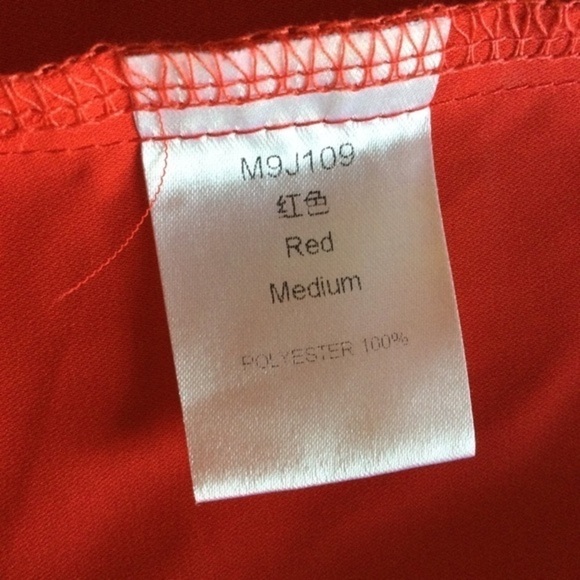 M9J109
红色
Red
Medium
POLYESTER 100%